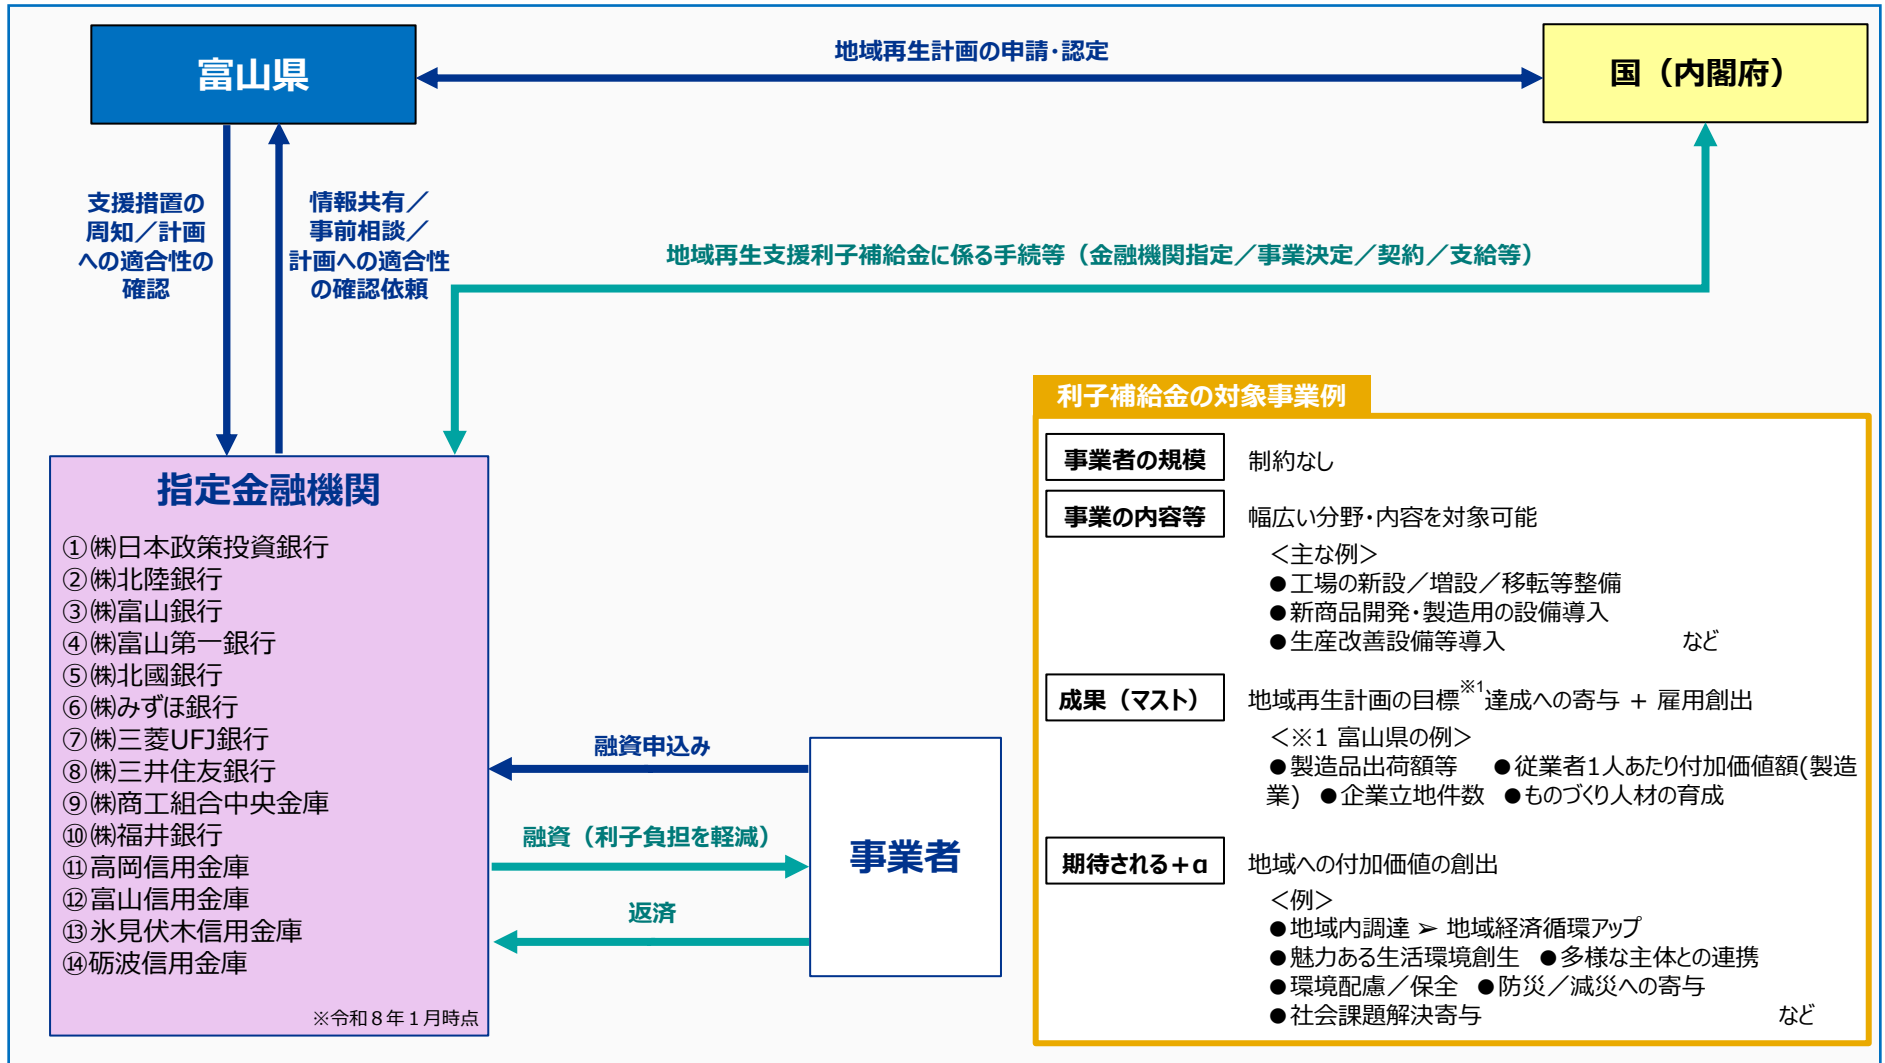 富山県
地域再生計画の申請・認定
国（内閣府）
支援措置の
周知／計画
への適合性の
確認
情報共有／
事前相談／
計画への適合性
の確認依頼
地域再生支援利子補給金に係る手続等（金融機関指定／事業決定／契約／支給等）
指定金融機関
①㈱日本政策投資銀行
②㈱北陸銀行
③㈱富山銀行
④㈱富山第一銀行
⑤㈱北國銀行
⑥㈱みずほ銀行
⑦㈱三菱UFJ銀行
⑧㈱三井住友銀行
⑨㈱商工組合中央金庫
⑩㈱福井銀行
⑪高岡信用金庫
⑫富山信用金庫
⑬氷見伏木信用金庫
⑭砺波信用金庫
※令和８年１月時点
融資申込み
融資（利子負担を軽減）
返済
事業者
利子補給金の対象事業例
事業者の規模　制約なし
事業の内容等　幅広い分野・内容を対象可能
＜主な例＞
●工場の新設／増設／移転等整備
●新商品開発・製造用の設備導入
●生産改善設備等導入　など
成果（マスト）　地域再生計画の目標※1達成への寄与 + 雇用創出
＜※1 富山県の例＞
●製造品出荷額等　●従業者1人あたり付加価値額(製造
業)　●企業立地件数　●ものづくり人材の育成
期待される＋α　地域への付加価値の創出
＜例＞
●地域内調達 ➢ 地域経済循環アップ
●魅力ある生活環境創生　●多様な主体との連携
●環境配慮／保全　●防災／減災への寄与
●社会課題解決寄与　など